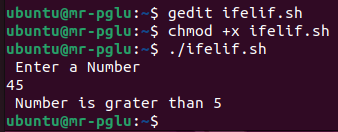 ubuntu@mr-pglu:~$ gedit ifelif.sh
ubuntu@mr-pglu:~$ chmod +x ifelif.sh
ubuntu@mr-pglu:~$ ./ifelif.sh
 Enter a Number
45
 Number is grater than 5
ubuntu@mr-pglu:~$